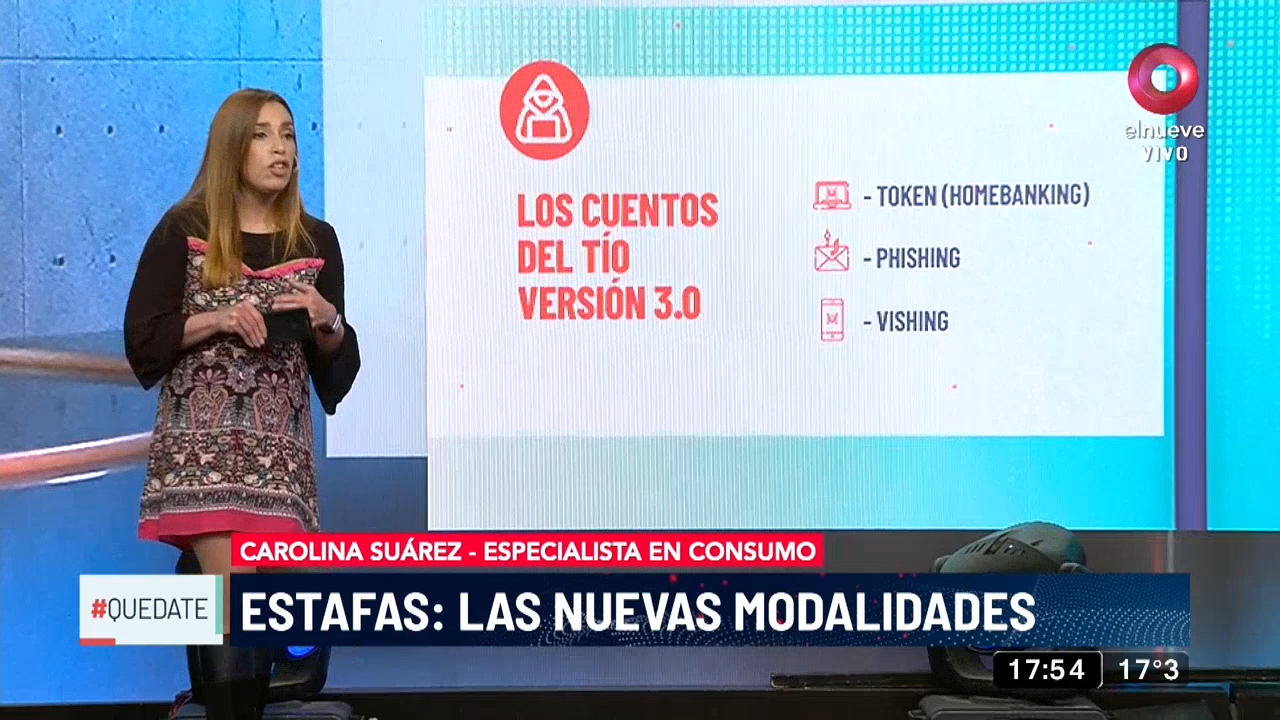 LOS CUENTOS
DEL TÍO
VERSIÓN 3.0
- TOKEN (HOMEBANKING)
- PHISHING
- VISHING
elnueve
VIVO
CAROLINA SUÁREZ - ESPECIALISTA EN CONSUMO
#QUEDATE
ESTAFAS: LAS NUEVAS MODALIDADES
17:54
17°3